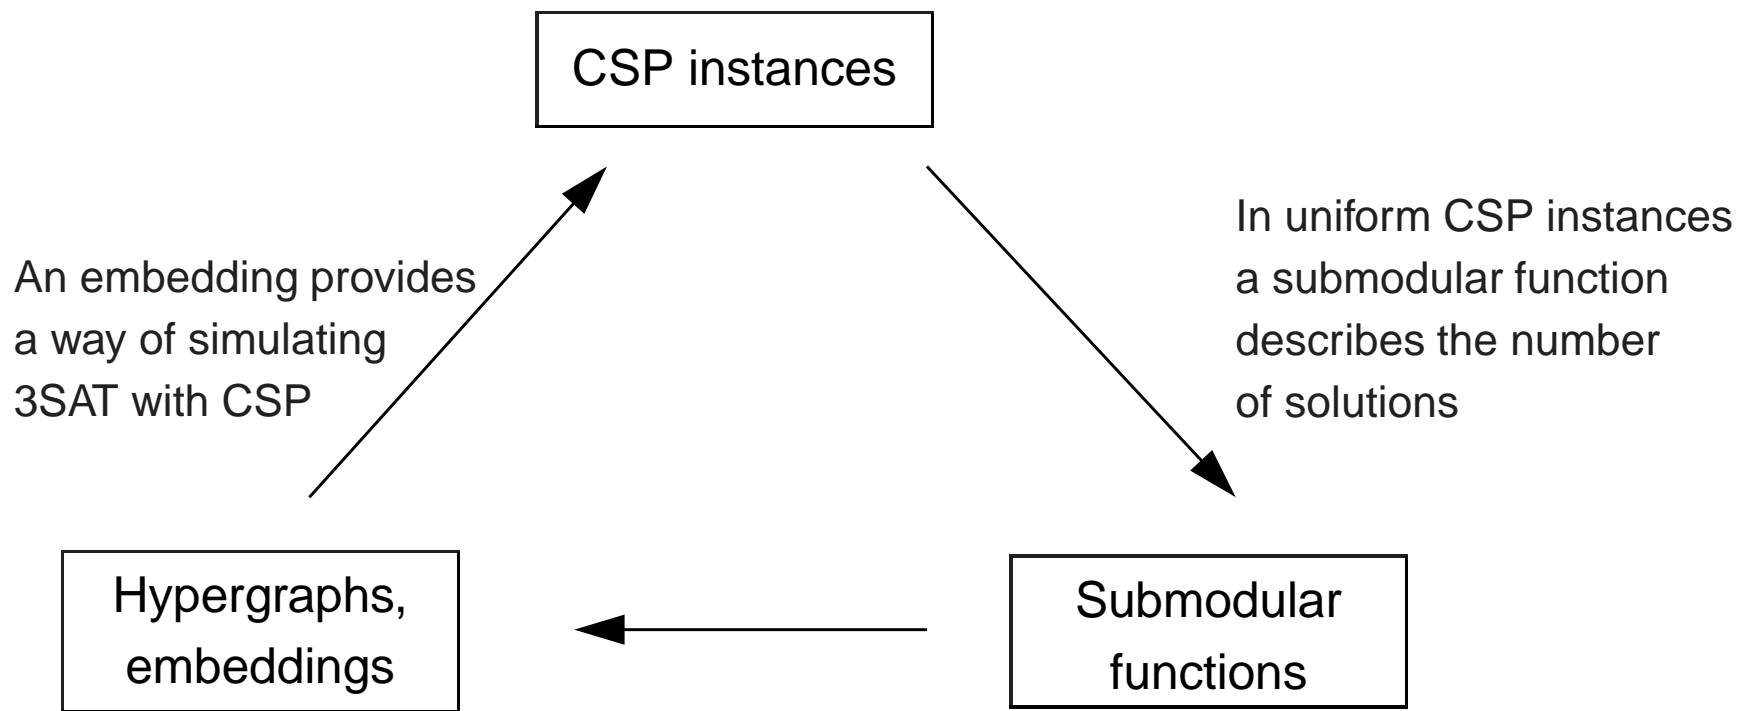 CSP instances
An embedding provides
a way of simulating
3SAT with CSP
In uniform CSP instances
a submodular function
describes the number
of solutions
Hypergraphs,
embeddings
Submodular
functions